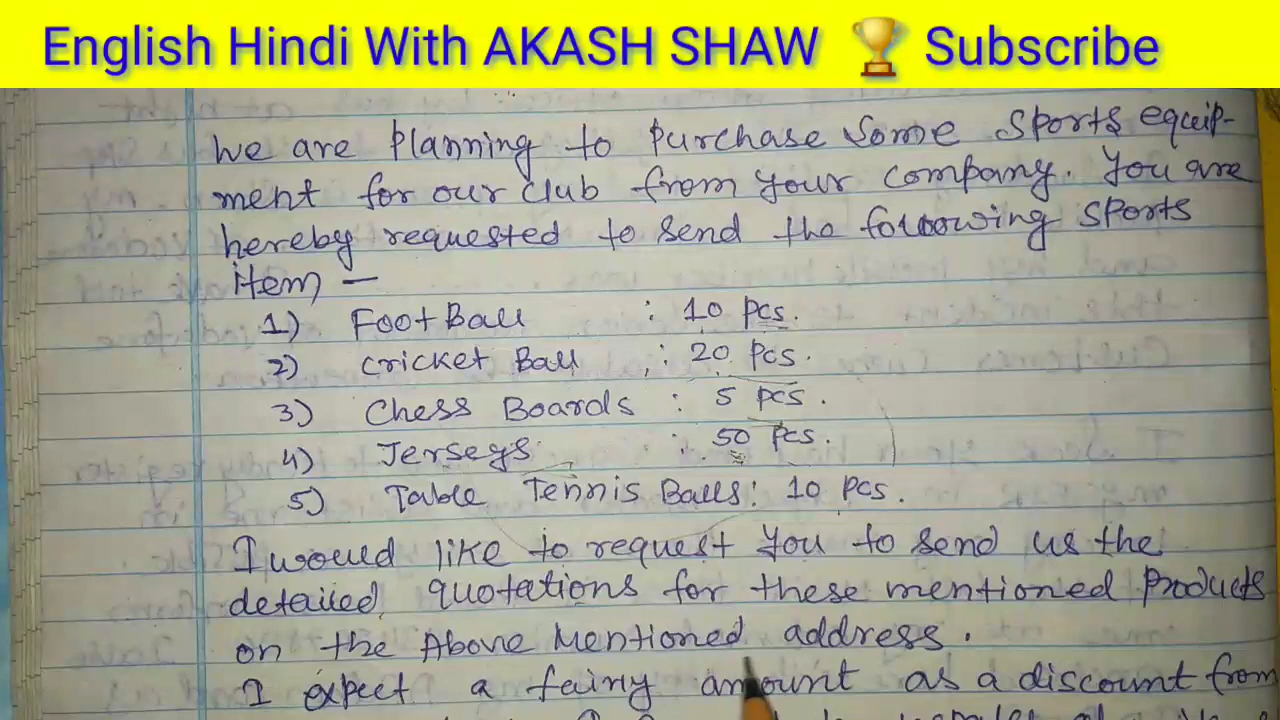 English Hindi With AKASH SHAW 🏆 Subscribe
We are planning to purchase some sports equip-
ment for our club from your company. You are
hereby requested to send the following sports
item -
1) FootBall : 10 pcs.
2) Cricket Ball : 20 pcs.
3) Chess Boards : 5 pcs.
4) Jerseys : 50 pcs.
5) Table Tennis Balls : 10 pcs.
I would like to request you to send us the
detailed quotations for these mentioned products
on the Above Mentioned address.
I expect a fairy amount as a discount from